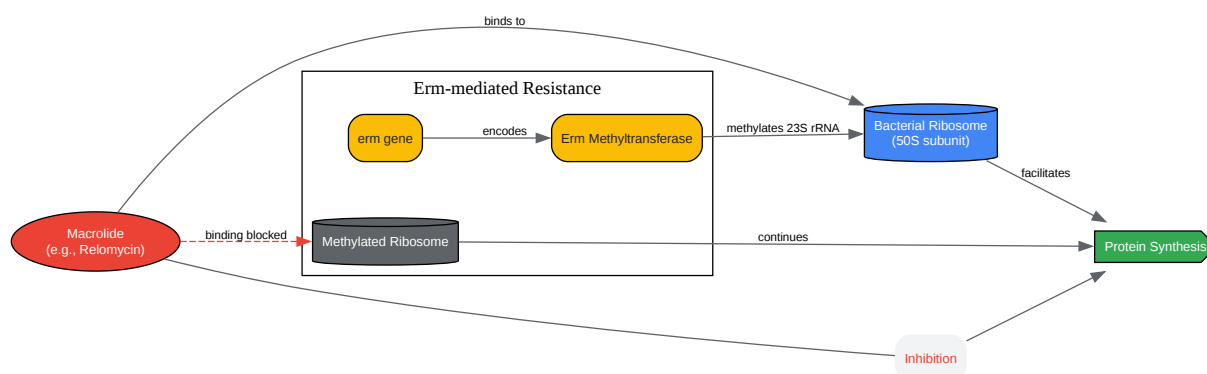 binds to
Erm-mediated Resistance
erm gene
encodes
Erm Methyltransferase
methylates 23S rRNA
Bacterial Ribosome
(50S subunit)
facilitates
Macrolide
(e.g., Relomycin)
binding blocked
Methylated Ribosome
continues
Protein Synthesis
Inhibition